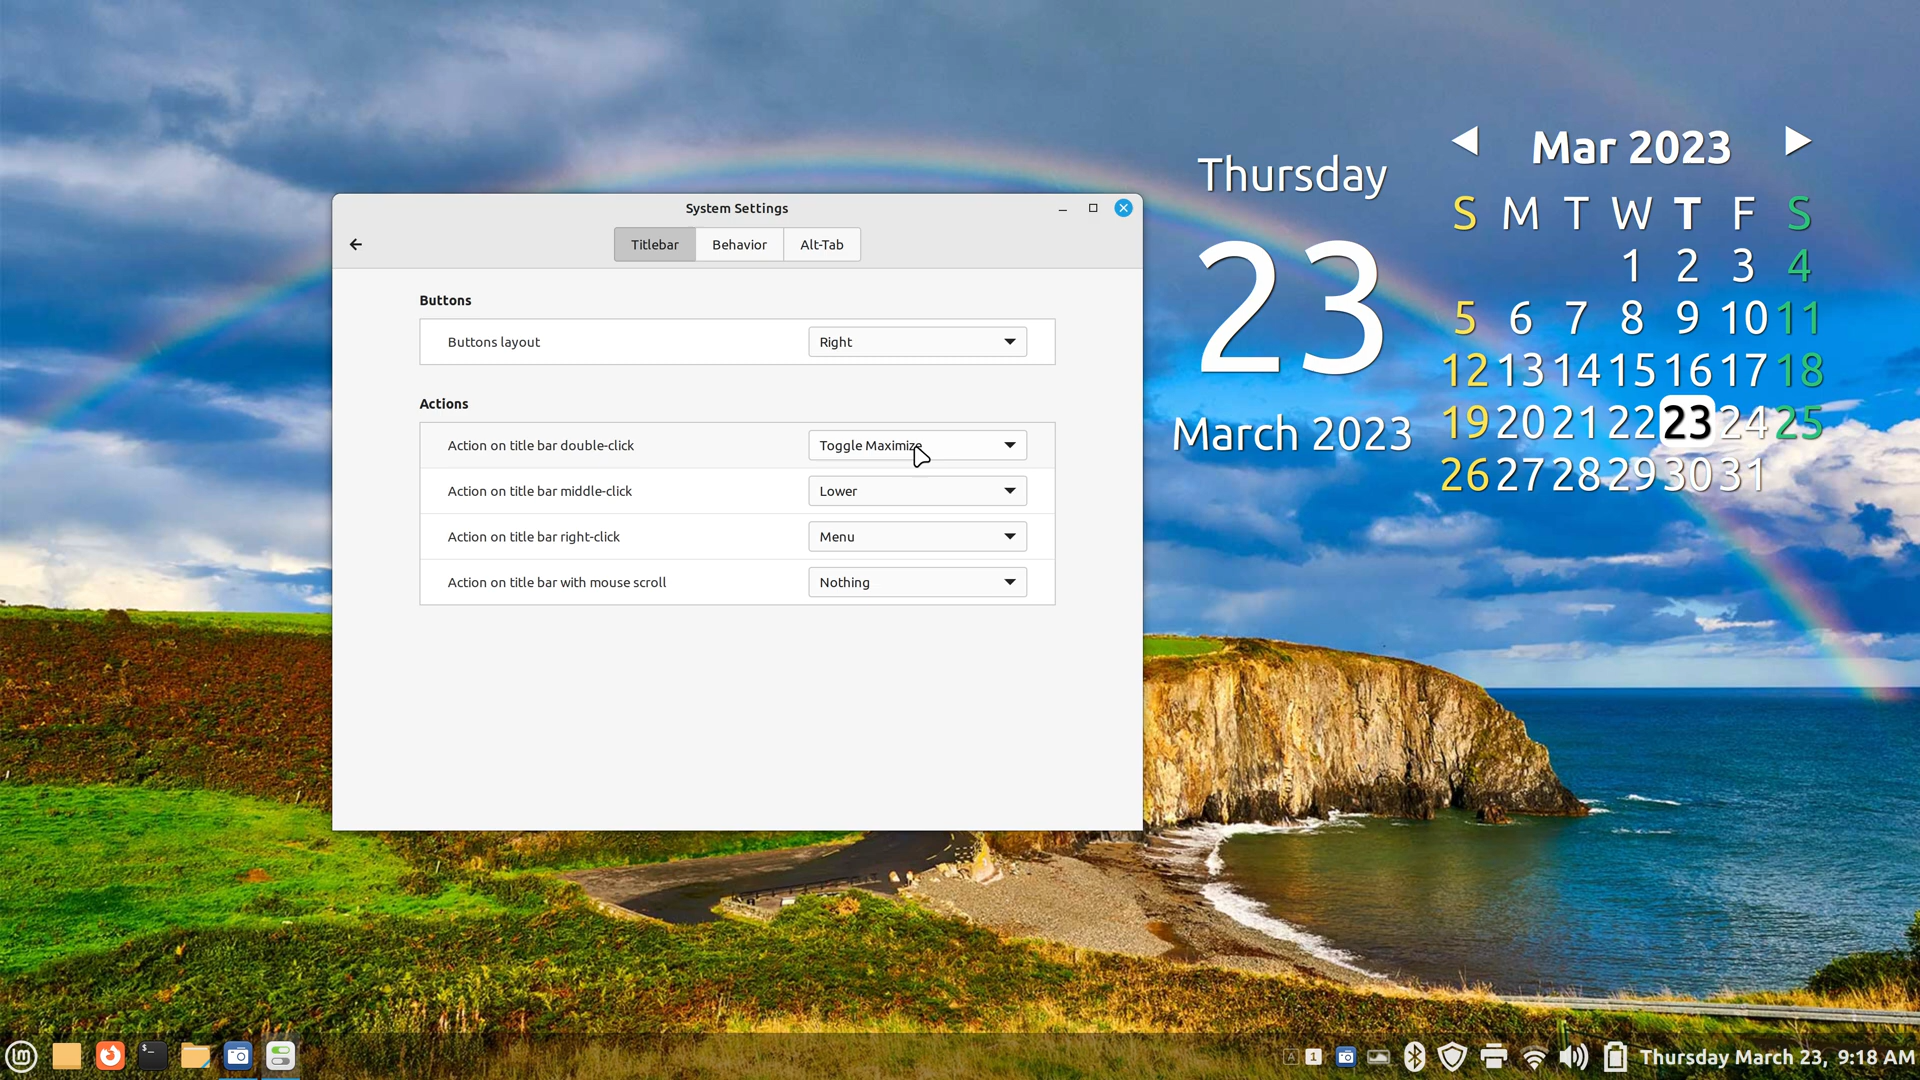 System Settings
Titlebar
Behavior
Alt-Tab
Buttons
Buttons layout
Right
Actions
Action on title bar double-click
Toggle Maximize
Action on title bar middle-click
Lower
Action on title bar right-click
Menu
Action on title bar with mouse scroll
Nothing
Thursday
23
March 2023
Mar 2023
S M T W T F S
1 2 3 4
5 6 7 8 9 10 11
12 13 14 15 16 17 18
19 20 21 22 23 24 25
26 27 28 29 30 31
A 1
Thursday March 23, 9:18 AM